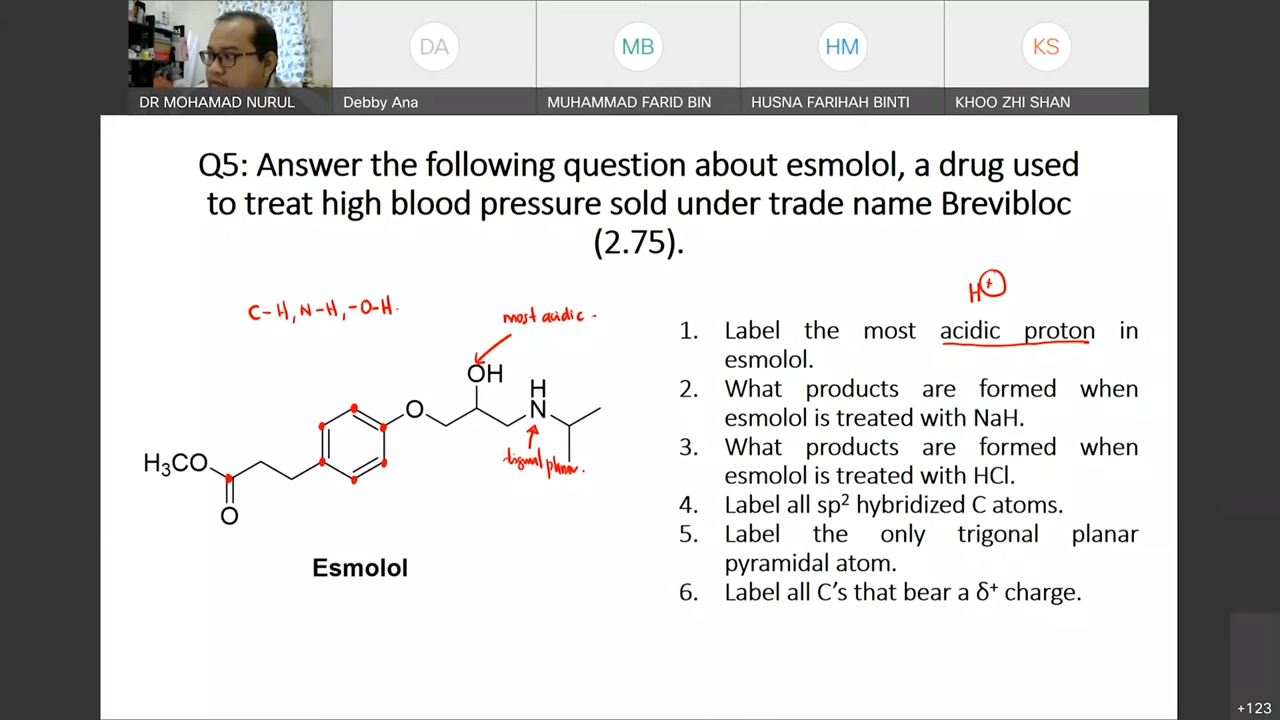 DA
MB
HM
KS
DR MOHAMAD NURUL
Debby Ana
MUHAMMAD FARID BIN
HUSNA FARIHAH BINTI
KHOO ZHI SHAN
Q5: Answer the following question about esmolol, a drug used
to treat high blood pressure sold under trade name Brevibloc
(2.75).
C-H, N-H, -O-H.
most acidic -
OH
H
N
O
H₃CO
O
planar.
Esmolol
H+
1. Label the most acidic proton in
esmolol.
2. What products are formed when
esmolol is treated with NaH.
3. What products are formed when
esmolol is treated with HCl.
4. Label all sp² hybridized C atoms.
5. Label the only trigonal planar
pyramidal atom.
6. Label all C's that bear a δ⁺ charge.
+123